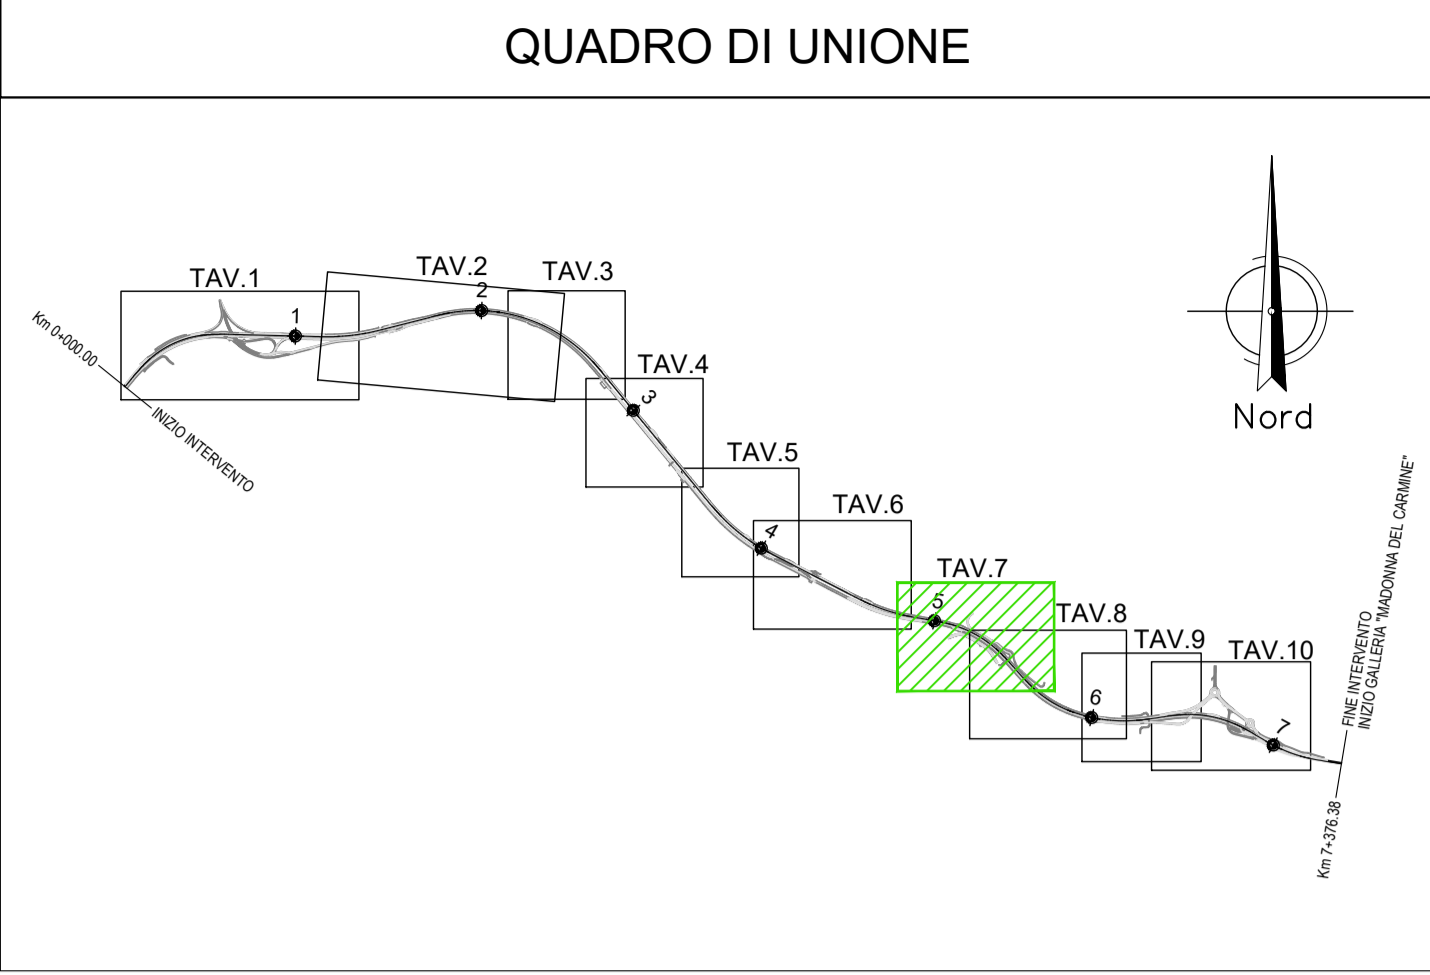 QUADRO DI UNIONE
TAV.1
TAV.2
TAV.3
1
2
Km 0+000.00
INIZIO INTERVENTO
TAV.4
3
Nord
TAV.5
TAV.6
4
TAV.7
5
TAV.8
TAV.9
TAV.10
6
7
FINE INTERVENTO
INIZIO GALLERIA "MADONNA DEL CARMINE"
Km 7+376.38